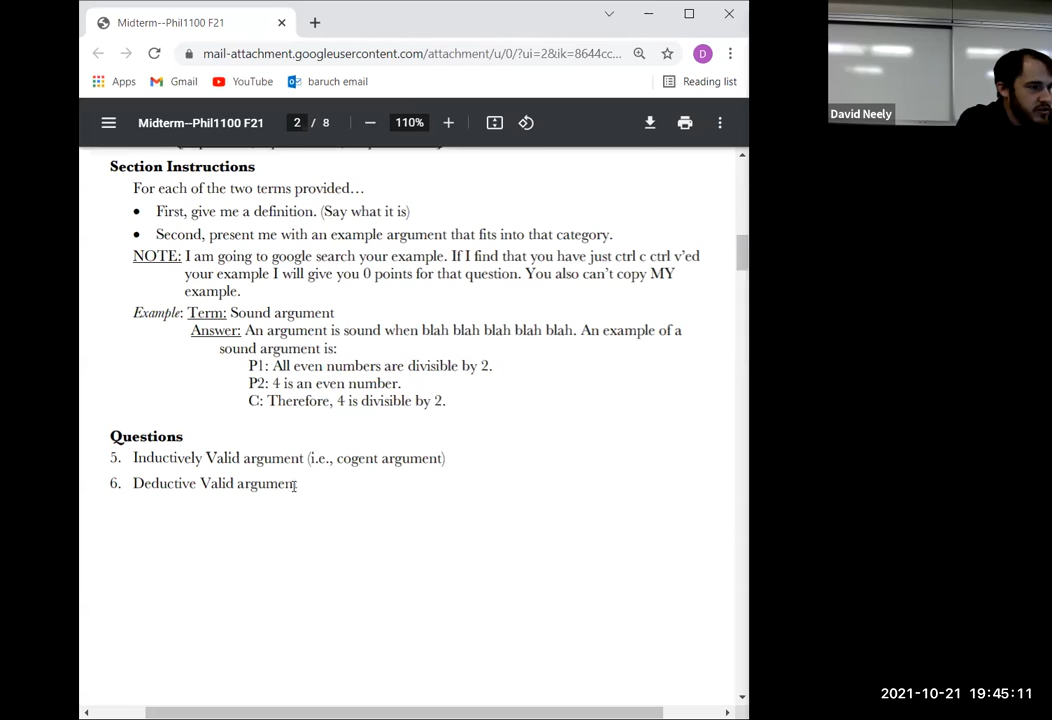 Midterm--Phil1100 F21
mail-attachment.googleusercontent.com/attachment/u/0/?ui=2&ik=8644cc...
D
Apps
Gmail
YouTube
baruch email
Reading list
Midterm--Phil1100 F21
2 / 8
110%
David Neely
Section Instructions
For each of the two terms provided…
• First, give me a definition. (Say what it is)
• Second, present me with an example argument that fits into that category.
NOTE: I am going to google search your example. If I find that you have just ctrl c ctrl v'ed
your example I will give you 0 points for that question. You also can't copy MY
example.
Example: Term: Sound argument
Answer: An argument is sound when blah blah blah blah blah. An example of a
sound argument is:
P1: All even numbers are divisible by 2.
P2: 4 is an even number.
C: Therefore, 4 is divisible by 2.
Questions
5. Inductively Valid argument (i.e., cogent argument)
6. Deductive Valid argument
2021-10-21 19:45:11